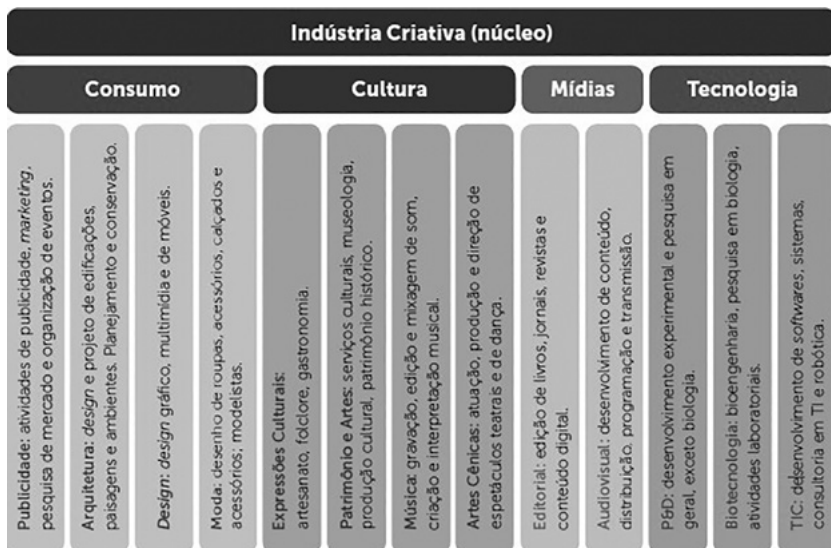 Indústria Criativa (núcleo)
Consumo
Cultura
Mídias
Tecnologia
Publicidade: atividades de publicidade, marketing,
pesquisa de mercado e organização de eventos.
Arquitetura: design e projeto de edificações,
paisagens e ambientes. Planejamento e conservação.
Design: design gráfico, multimídia e de móveis.
Moda: desenho de roupas, acessórios, calçados e
acessórios; modelistas.
Expressões Culturais:
artesanato, folclore, gastronomia.
Patrimônio e Artes: serviços culturais, museologia,
produção cultural, patrimônio histórico.
Música: gravação, edição e mixagem de som,
criação e interpretação musical.
Artes Cênicas: atuação, produção e direção de
espetáculos teatrais e de dança.
Editorial: edição de livros, jornais, revistas e
conteúdo digital.
Audiovisual: desenvolvimento de conteúdo,
distribuição, programação e transmissão.
P&D: desenvolvimento experimental e pesquisa em
geral, exceto biologia.
Biotecnologia: bioengenharia, pesquisa em biologia,
atividades laboratoriais.
TIC: desenvolvimento de softwares, sistemas,
consultoria em TI e robótica.